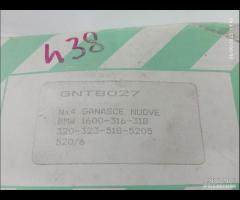 438
GNT8027
Nx4 GANASCE NUOVE
BMW 1600-316-318
320-323-518-520S
520/6